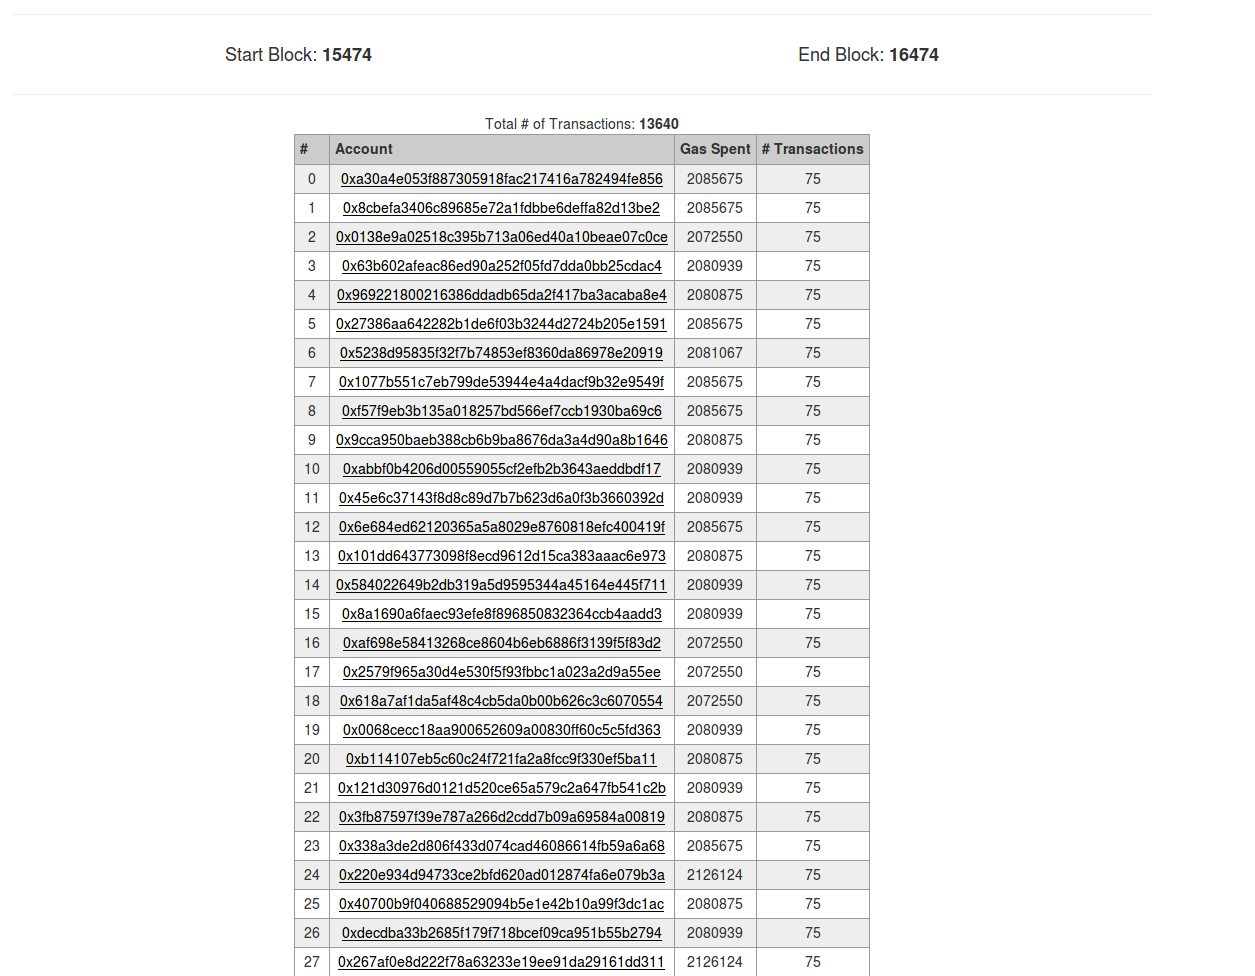 Start Block: 15474 End Block: 16474
Total # of Transactions: 13640
# Account Gas Spent # Transactions
0 0xa30a4e053f887305918fac217416a782494fe856 2085675 75
1 0x8cbefa3406c89685e72a1fdbbe6deffa82d13be2 2085675 75
2 0x0138e9a02518c395b713a06ed40a10beae07c0ce 2072550 75
3 0x63b602afeac86ed90a252f05fd7dda0bb25cdac4 2080939 75
4 0x969221800216386ddadb65da2f417ba3acaba8e4 2080875 75
5 0x27386aa642282b1de6f03b3244d2724b205e1591 2085675 75
6 0x5238d95835f32f7b74853ef8360da86978e20919 2081067 75
7 0x1077b551c7eb799de53944e4a4dacf9b32e9549f 2085675 75
8 0xf57f9eb3b135a018257bd566ef7ccb1930ba69c6 2085675 75
9 0x9cca950baeb388cb6b9ba8676da3a4d90a8b1646 2080875 75
10 0xabbf0b4206d00559055cf2efb2b3643aeddbdf17 2080939 75
11 0x45e6c37143f8d8c89d7b7b623d6a0f3b3660392d 2080939 75
12 0x6e684ed62120365a5a8029e8760818efc400419f 2085675 75
13 0x101dd643773098f8ecd9612d15ca383aaac6e973 2080875 75
14 0x584022649b2db319a5d9595344a45164e445f711 2080939 75
15 0x8a1690a6faec93efe8f896850832364ccb4aadd3 2080939 75
16 0xaf698e58413268ce8604b6eb6886f3139f5f83d2 2072550 75
17 0x2579f965a30d4e530f5f93fbbc1a023a2d9a55ee 2072550 75
18 0x618a7af1da5af48c4cb5da0b00b626c3c6070554 2072550 75
19 0x0068cecc18aa900652609a00830ff60c5c5fd363 2080939 75
20 0xb114107eb5c60c24f721fa2a8fcc9f330ef5ba11 2080875 75
21 0x121d30976d0121d520ce65a579c2a647fb541c2b 2080939 75
22 0x3fb87597f39e787a266d2cdd7b09a69584a00819 2080875 75
23 0x338a3de2d806f433d074cad46086614fb59a6a68 2085675 75
24 0x220e934d94733ce2bfd620ad012874fa6e079b3a 2126124 75
25 0x40700b9f040688529094b5e1e42b10a99f3dc1ac 2080875 75
26 0xdecdba33b2685f179f718bcef09ca951b55b2794 2080939 75
27 0x267af0e8d222f78a63233e19ee91da29161dd311 2126124 75